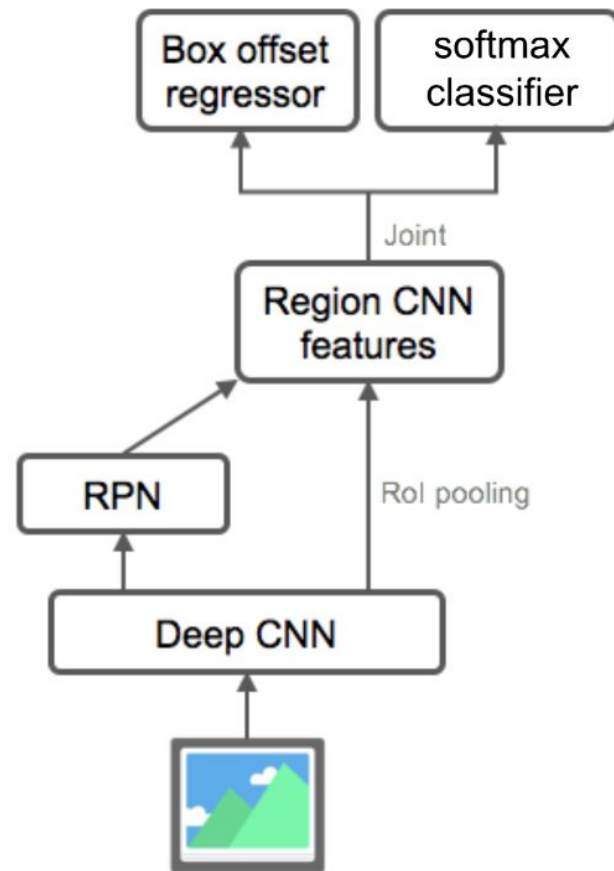 Box offset
regressor
softmax
classifier
Joint
Region CNN
features
RPN
RoI pooling
Deep CNN